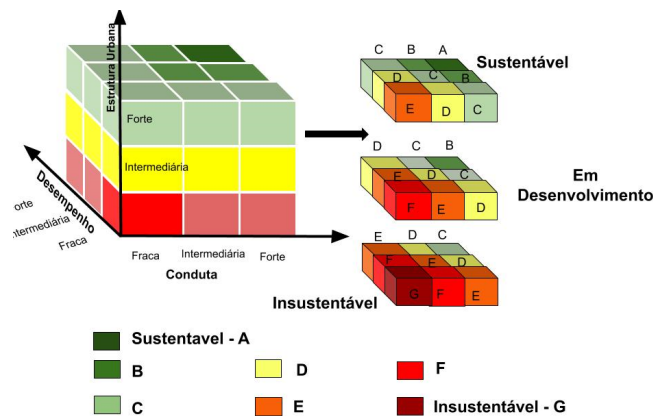 Estrutura Urbana
Forte
Intermediária
Desempenho
orte
ntermediária
Fraca
Fraca
Intermediária
Forte
Conduta
C B A
Sustentável
D C B
E D C
D C B
Em
Desenvolvimento
E D C
F E D
E D C
Insustentável
F E D
G F E
Sustentavel - A
B
D
F
C
E
Insustentável - G